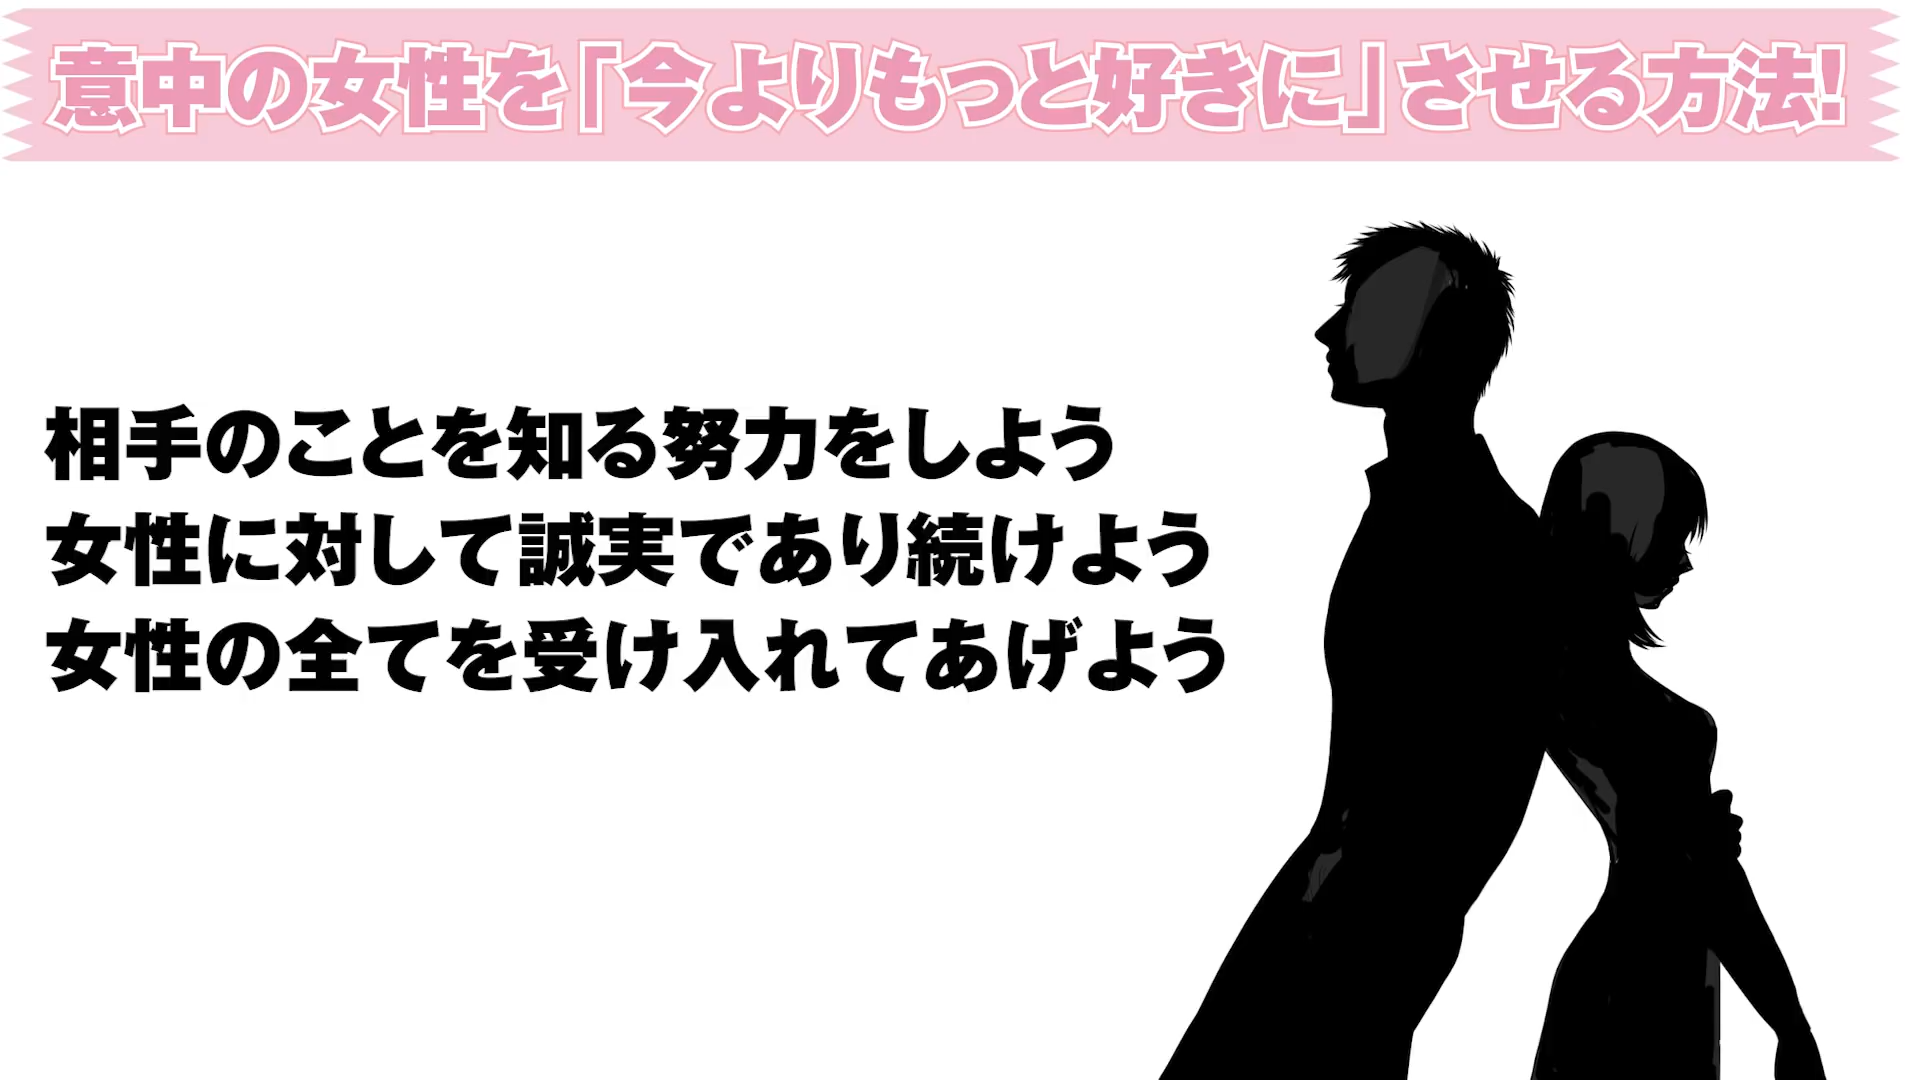 意中の女性を「今よりもっと好きに」させる方法!
相手のことを知る努力をしよう
女性に対して誠実であり続けよう
女性の全てを受け入れてあげよう